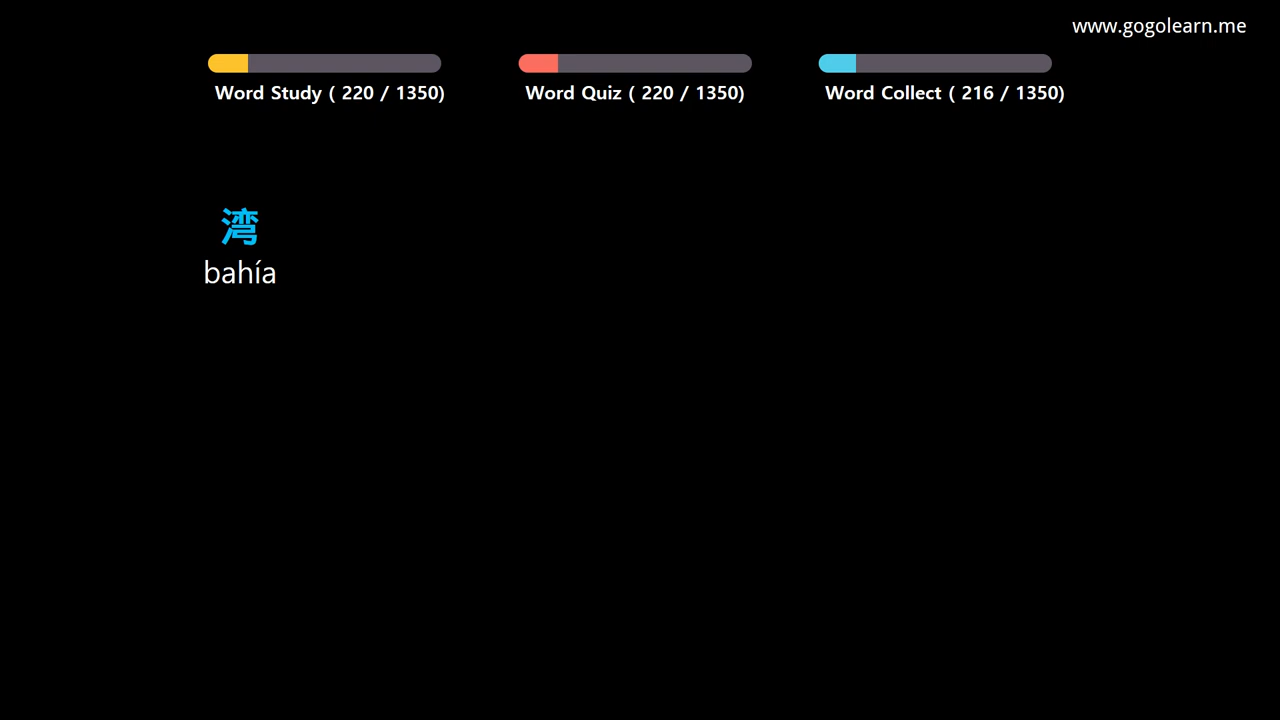 www.gogolearn.me
Word Study ( 220 / 1350)
Word Quiz ( 220 / 1350)
Word Collect ( 216 / 1350)
湾
bahía